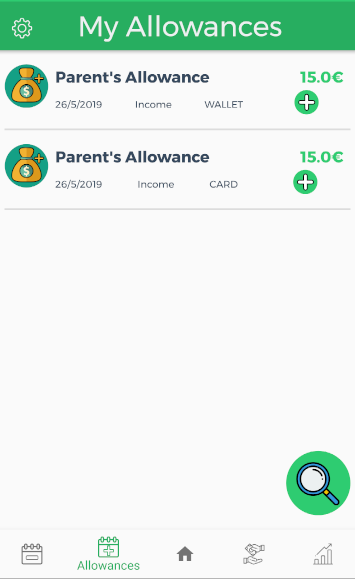 My Allowances
Parent's Allowance 15.0€
26/5/2019 Income WALLET
Parent's Allowance 15.0€
26/5/2019 Income CARD
Allowances